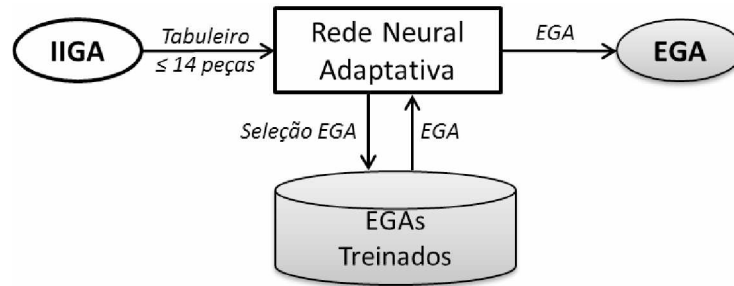 IIGA
Tabuleiro
≤ 14 peças
Rede Neural
Adaptativa
EGA
EGA
Seleção EGA
EGA
EGAs
Treinados